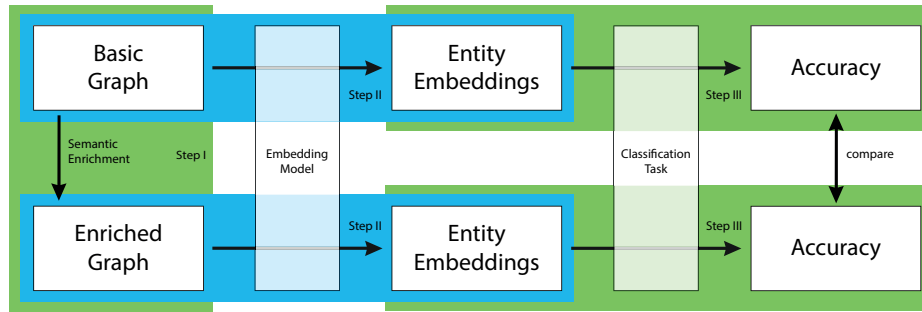 Basic
Graph
Entity
Embeddings
Accuracy
Step II
Step III
Semantic
Enrichment
Step I
Embedding
Model
Classification
Task
compare
Enriched
Graph
Step II
Entity
Embeddings
Step III
Accuracy